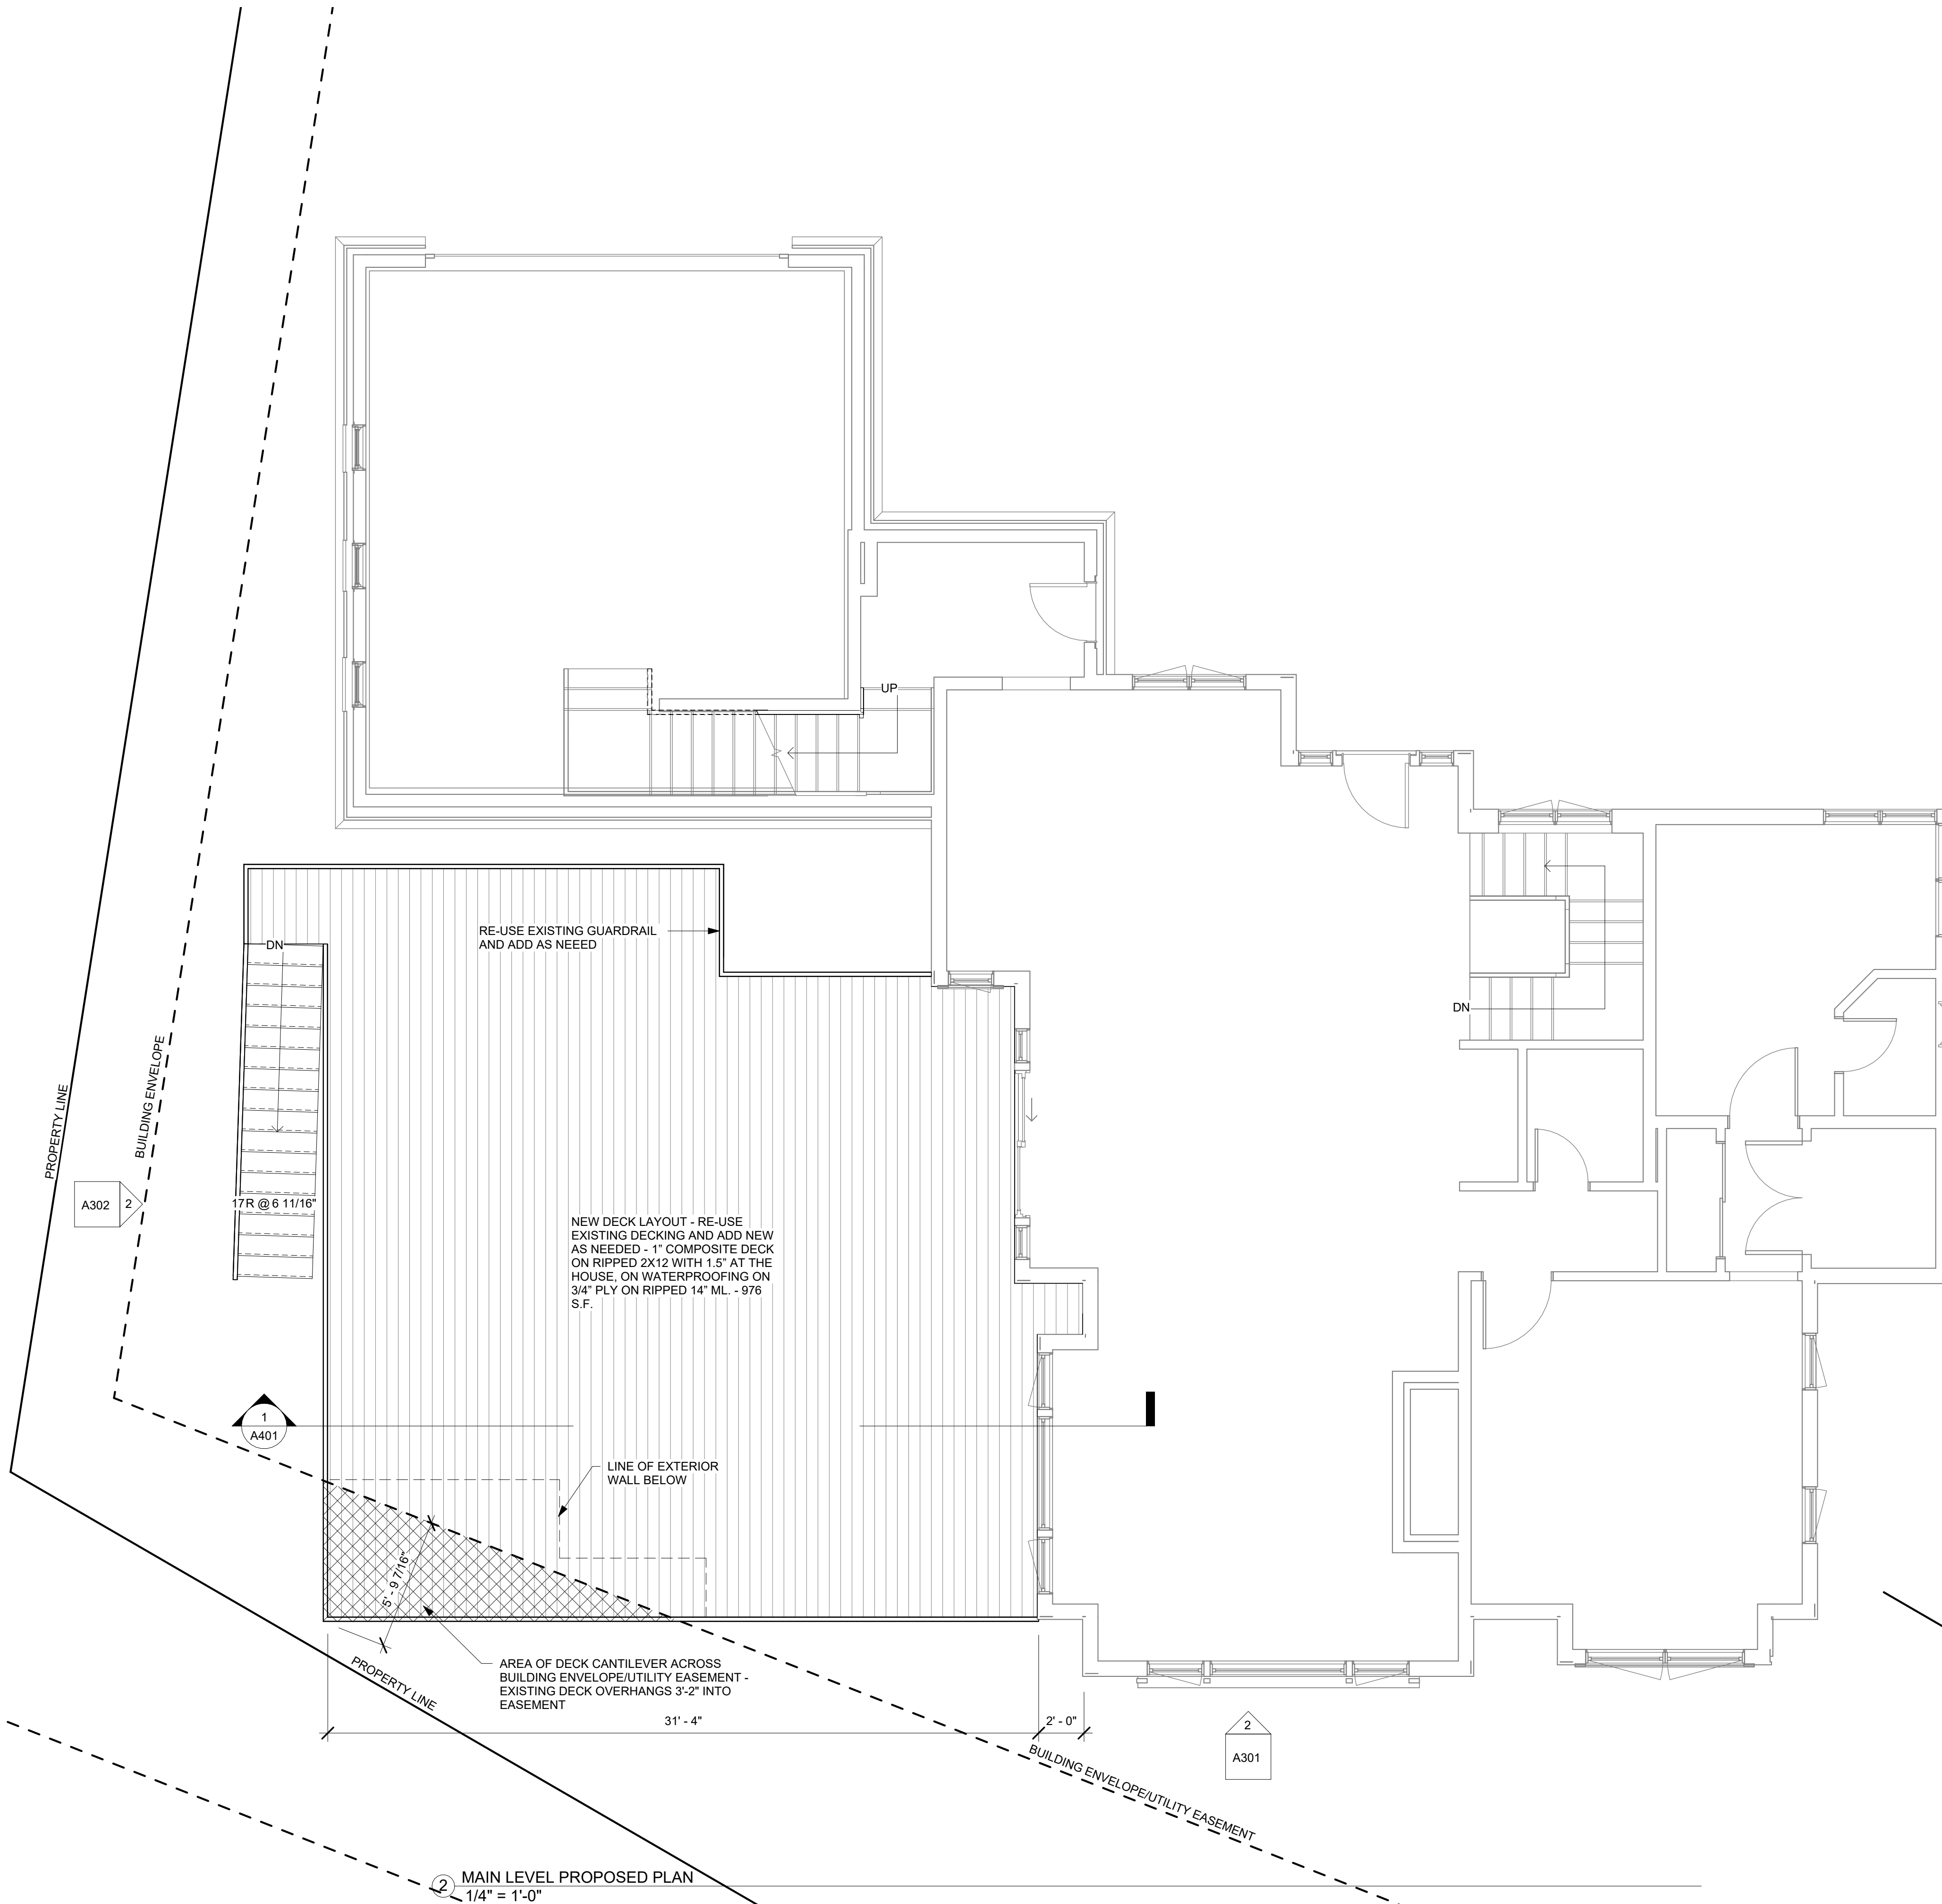 UP
RE-USE EXISTING GUARDRAIL
AND ADD AS NEEED
DN
DN
PROPERTY LINE
BUILDING ENVELOPE
A302
2
17R @ 6 11/16"
NEW DECK LAYOUT - RE-USE
EXISTING DECKING AND ADD NEW
AS NEEDED - 1" COMPOSITE DECK
ON RIPPED 2X12 WITH 1.5" AT THE
HOUSE, ON WATERPROOFING ON
3/4" PLY ON RIPPED 14" ML. - 976
S.F.
1
A401
LINE OF EXTERIOR
WALL BELOW
5' - 9 7/16"
AREA OF DECK CANTILEVER ACROSS
BUILDING ENVELOPE/UTILITY EASEMENT -
EXISTING DECK OVERHANGS 3'-2" INTO
EASEMENT
PROPERTY LINE
31' - 4"
2' - 0"
2
A301
BUILDING ENVELOPE/UTILITY EASEMENT
2
MAIN LEVEL PROPOSED PLAN
1/4" = 1'-0"